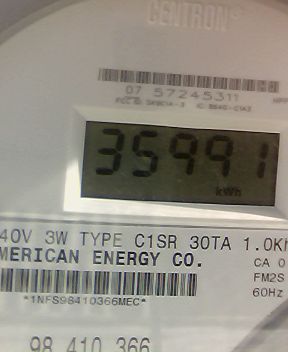 CENTRON
07 57245311
35991
kWh
40V 3W TYPE C1SR 30TA 1.0Kh
MERICAN ENERGY CO.
CA 0
FM2S
60Hz
*1NFS98410366MEC*
98 410 366